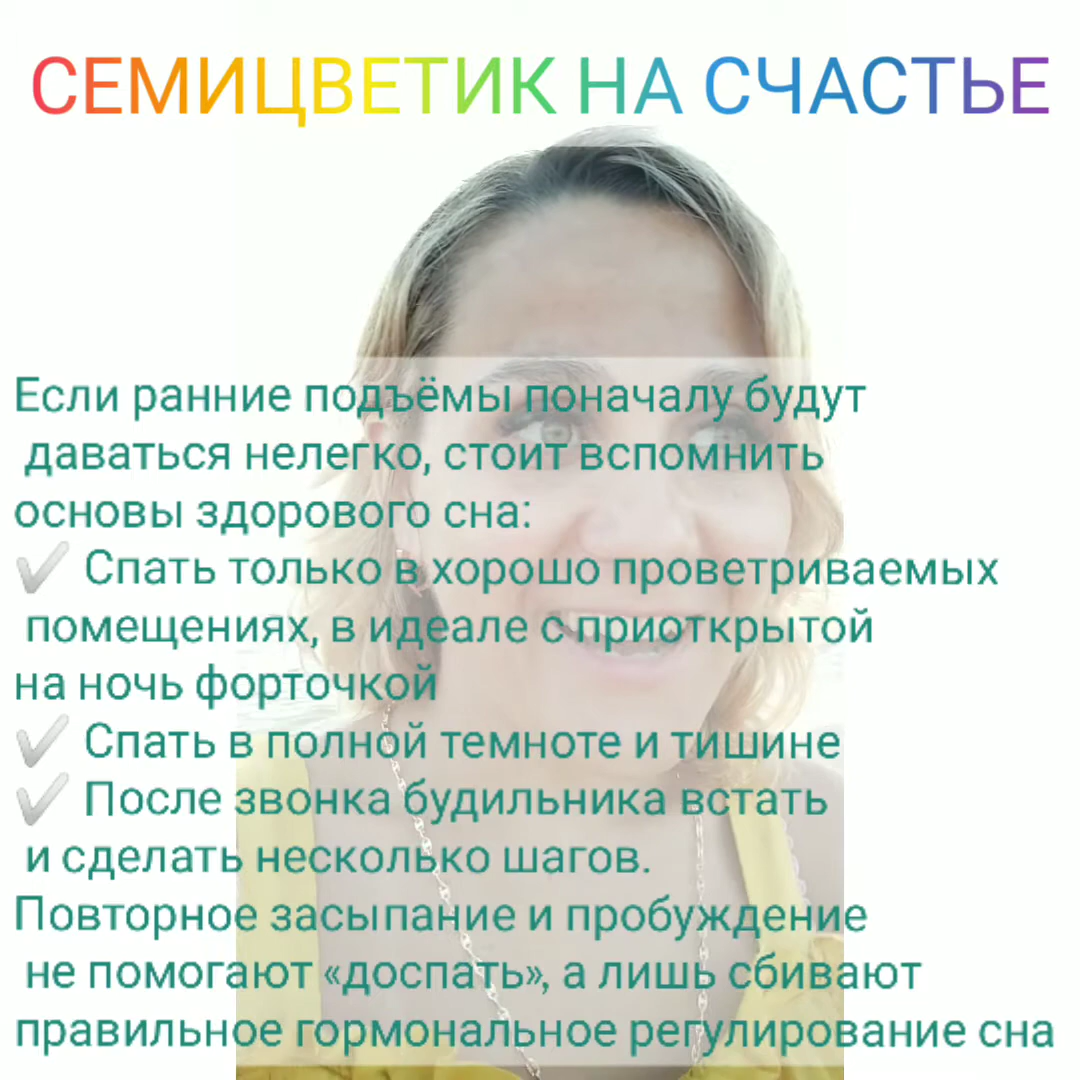 СЕМИЦВЕТИК НА СЧАСТЬЕ
Если ранние подъёмы поначалу будут
даваться нелегко, стоит вспомнить
основы здорового сна:
✔ Спать только в хорошо проветриваемых
помещениях, в идеале с приоткрытой
на ночь форточкой
✔ Спать в полной темноте и тишине
✔ После звонка будильника встать
и сделать несколько шагов.
Повторное засыпание и пробуждение
не помогают «доспать», а лишь сбивают
правильное гормональное регулирование сна